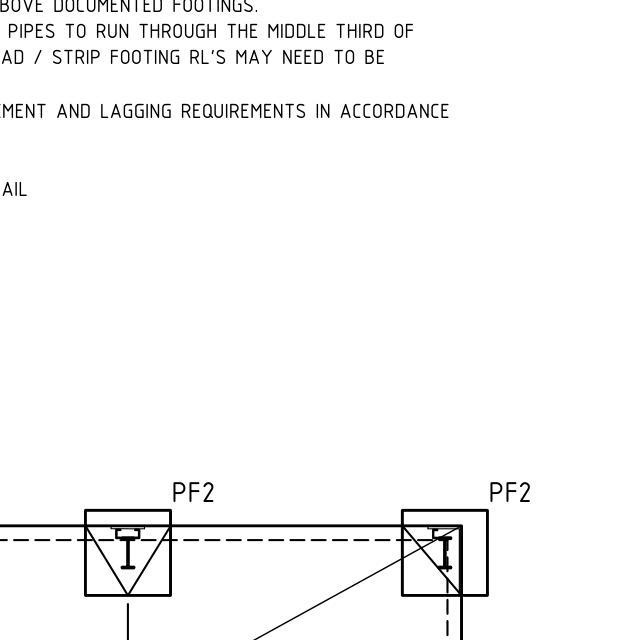 BOVE DOCUMENTED FOOTINGS.
PIPES TO RUN THROUGH THE MIDDLE THIRD OF
AD / STRIP FOOTING RL'S MAY NEED TO BE
EMENT AND LAGGING REQUIREMENTS IN ACCORDANCE
AIL
PF2
PF2